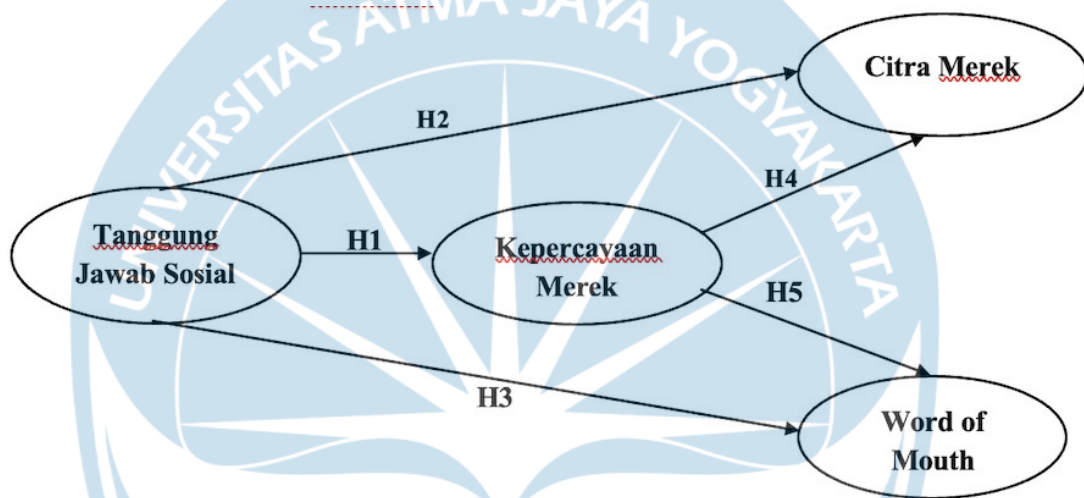 UNIVERSITAS ATMA JAYA YOGYAKARTA
Citra Merek
H2
H4
Tanggung
Jawab Sosial
H1
Kepercayaan
Merek
H5
H3
Word of
Mouth